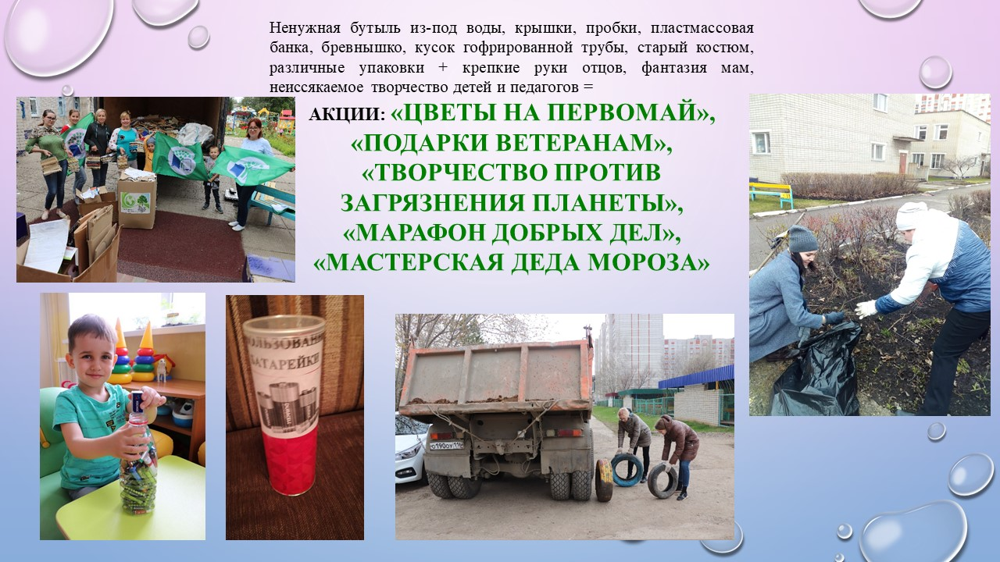 Ненужная бутыль из-под воды, крышки, пробки, пластмассовая
банка, бревнышко, кусок гофрированной трубы, старый костюм,
различные упаковки + крепкие руки отцов, фантазия мам,
неиссякаемое творчество детей и педагогов =
АКЦИИ: «ЦВЕТЫ НА ПЕРВОМАЙ»,
«ПОДАРКИ ВЕТЕРАНАМ»,
«ТВОРЧЕСТВО ПРОТИВ
ЗАГРЯЗНЕНИЯ ПЛАНЕТЫ»,
«МАРАФОН ДОБРЫХ ДЕЛ»,
«МАСТЕРСКАЯ ДЕДА МОРОЗА»
БАТАРЕЙКИ
DURACELL